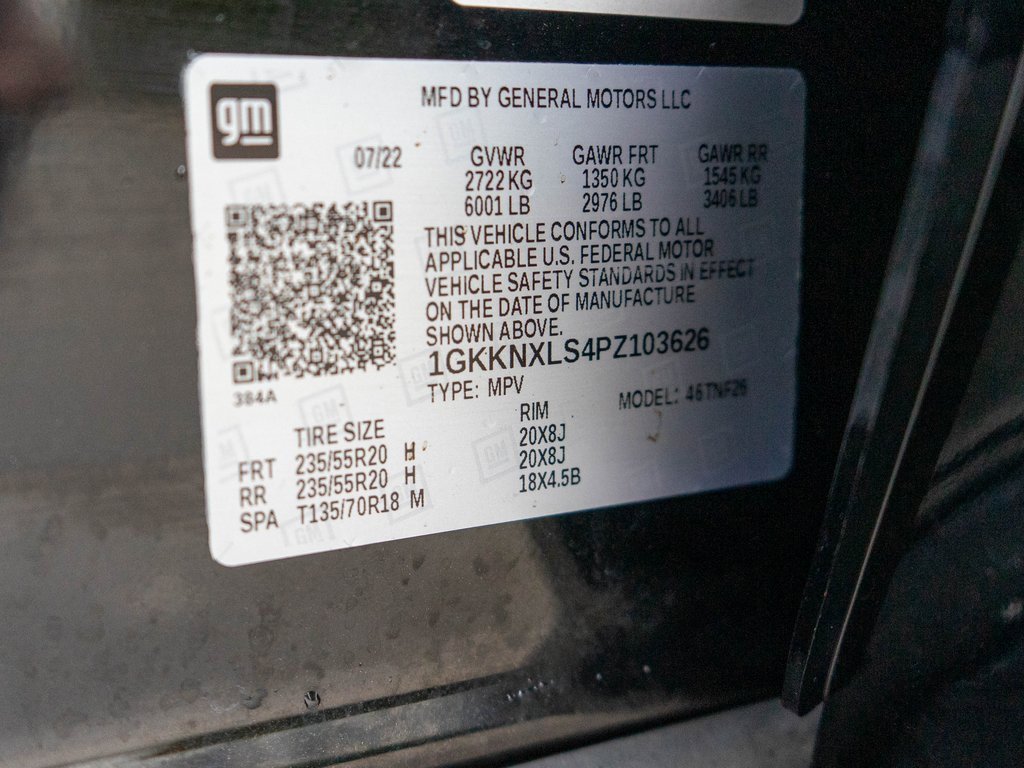 gm
MFD BY GENERAL MOTORS LLC
07/22 GVWR GAWR FRT GAWR RR
2722 KG 1350 KG 1545 KG
6001 LB 2976 LB 3406 LB
THIS VEHICLE CONFORMS TO ALL
APPLICABLE U.S. FEDERAL MOTOR
VEHICLE SAFETY STANDARDS IN EFFECT
ON THE DATE OF MANUFACTURE
SHOWN ABOVE.
1GKKNXLS4PZ103626
384A
TYPE: MPV MODEL: 46TNF26
TIRE SIZE RIM
FRT 235/55R20 H 20X8J
RR 235/55R20 H 20X8J
SPA T135/70R18 M 18X4.5B